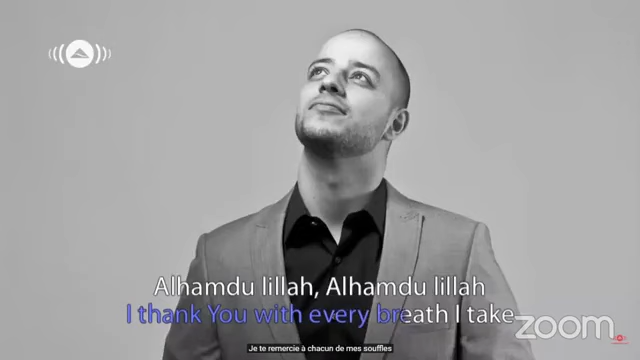 Alhamdu lillah, Alhamdu lillah
I thank You with every breath I take
zoom
Je te remercie à chacun de mes souffles